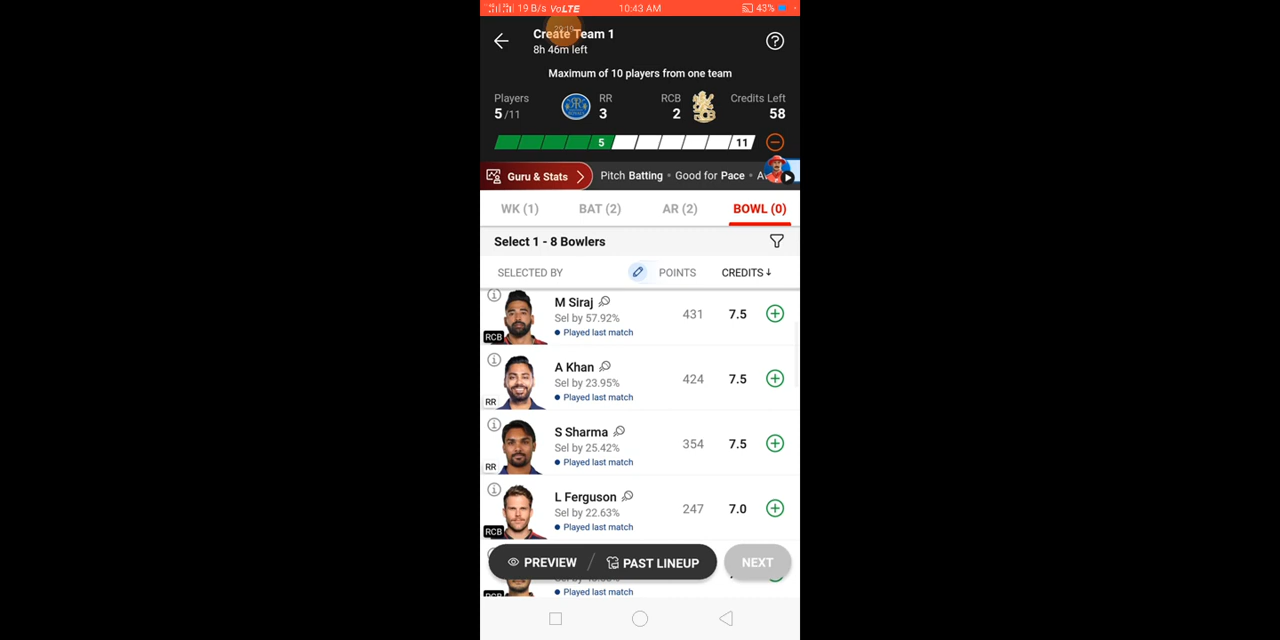 19 B/s VoLTE 10:43 AM 43%
Create Team 1
8h 46m left
Maximum of 10 players from one team
Players RR RCB Credits Left
5 /11 3 2 58
5 11
Guru & Stats Pitch Batting • Good for Pace •
WK (1) BAT (2) AR (2) BOWL (0)
Select 1 - 8 Bowlers
SELECTED BY POINTS CREDITS↓
M Siraj
Sel by 57.92% 431 7.5
Played last match
RCB
A Khan
Sel by 23.95% 424 7.5
Played last match
RR
S Sharma
Sel by 25.42% 354 7.5
Played last match
RR
L Ferguson
Sel by 22.63% 247 7.0
Played last match
RCB
PREVIEW / PAST LINEUP NEXT
Played last match
RCB